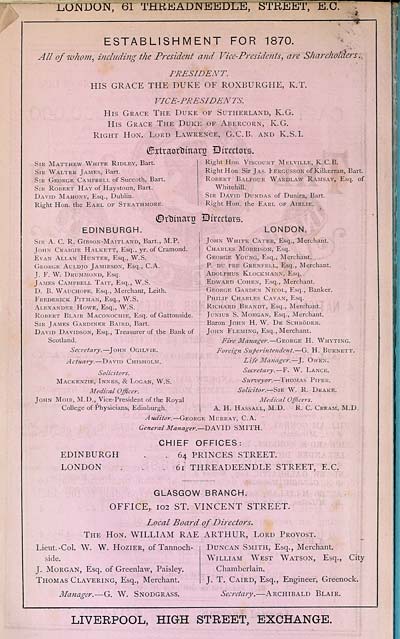 LONDON, 61 THREADNEEDLE, STREET, E.C.
ESTABLISHMENT FOR 1870.
All of whom, including the President and Vice-Presidents, are Shareholders.
PRESIDENT.
HIS GRACE THE DUKE OF ROXBURGHE, K.T.
VICE-PRESIDENTS.
HIS GRACE THE DUKE OF SUTHERLAND, K.G.
HIS GRACE THE DUKE OF ABERCORN, K.G.
RIGHT HON. LORD LAWRENCE, G.C.B. AND K.S.I.
Extraordinary Directors.
SIR MATTHEW WHITE RIDLEY, Bart.
SIR WALTER JAMES, Bart.
SIR GEORGE CAMPBELL of Succoth, Bart.
SIR ROBERT HAY of Haystoun, Bart.
DAVID MAHONY, Esq., Dublin.
Right Hon. the EARL OF STRATHMORE.
Right Hon. VISCOUNT MELVILLE, K.C.B.
Right Hon. Sir JAS. FERGUSSON of Kilkerran, Bart.
ROBERT BALFOUR WARDLAW RAMSAY, Esq. of
Whitehill.
SIR DAVID DUNDAS of Dunira, Bart.
Right Hon. the EARL OF AIRLIE.
Ordinary Directors.
EDINBURGH.
SIR A. C. R. GIBSON-MAITLAND, Bart., M.P.
JOHN CRAIGIE HALKETT, Esq., yr. of Cramond.
EVAN ALLAN HUNTER, Esq., W.S.
GEORGE AULDJO JAMIESON, Esq., C.A.
J. F. W. DRUMMOND, Esq.
JAMES CAMPBELL TAIT, Esq., W.S.
D. B. WAUCHOPE, Esq., Merchant, Leith.
FREDERICK PITMAN, Esq., W.S.
ALEXANDER HOWE, Esq., W.S.
ROBERT BLAIR MACONOCHIE, Esq. of Gattonside.
SIR JAMES GARDINER BAIRD, Bart.
DAVID DAVIDSON, Esq., Treasurer of the Bank of
Scotland.
Secretary.—JOHN OGILVIE.
Actuary.—DAVID CHISHOLM.
Solicitors.
MACKENZIE, INNES, & LOGAN, W.S.
Medical Officer.
JOHN MOIR, M.D., Vice-President of the Royal
College of Physicians, Edinburgh.
LONDON.
JOHN WHITE CATER, Esq., Merchant.
CHARLES MORRISON, Esq.
GEORGE YOUNG, Esq., Merchant.
P. DU PRE GRENFELL, Esq., Merchant.
ADOLPHUS KLOCKMANN, Esq.
EDWARD COHEN, Esq., Merchant.
GEORGE GARDEN NICOL, Esq., Banker.
PHILIP CHARLES CAVAN, Esq.
RICHARD BRANDT, Esq., Merchant.
JUNIUS S. MORGAN, Esq., Merchant.
Baron JOHN H. W. DE SCHRÖDER.
JOHN FLEMING, Esq., Merchant.
Fire Manager.—GEORGE H. WHYTING.
Foreign Superintendent.—G. H. BURNETT.
Life Manager.—J. OWEN.
Secretary.—F. W. LANCE.
Surveyor.—THOMAS PIPER.
Solicitor.—SIR W. R. DRAKE.
Medical Officers.
A. H. HASSALL, M.D. R. C. CREAM, M.D.
Auditor.—GEORGE MURRAY, C.A.
General Manager.—DAVID SMITH.
CHIEF OFFICES:
EDINBURGH . . 64 PRINCES STREET.
LONDON . . 61 THREADEENDLE STREET, E.C.
GLASGOW BRANCH.
OFFICE, 102 ST. VINCENT STREET.
Local Board of Directors.
THE HON. WILLIAM RAE ARTHUR, LORD PROVOST.
Lieut.-Col. W. W. HOZIER, of Tannoch-
side.
J. MORGAN, Esq. of Greenlaw, Paisley.
THOMAS CLAVERING, Esq., Merchant.
Manager.—G. W. SNODGRASS.
DUNCAN SMITH, Esq., Merchant.
WILLIAM WEST WATSON, Esq., City
Chamberlain.
J. T. CAIRD, Esq., Engineer, Greenock.
Secretary.—ARCHIBALD BLAIR.
LIVERPOOL, HIGH STREET, EXCHANGE.